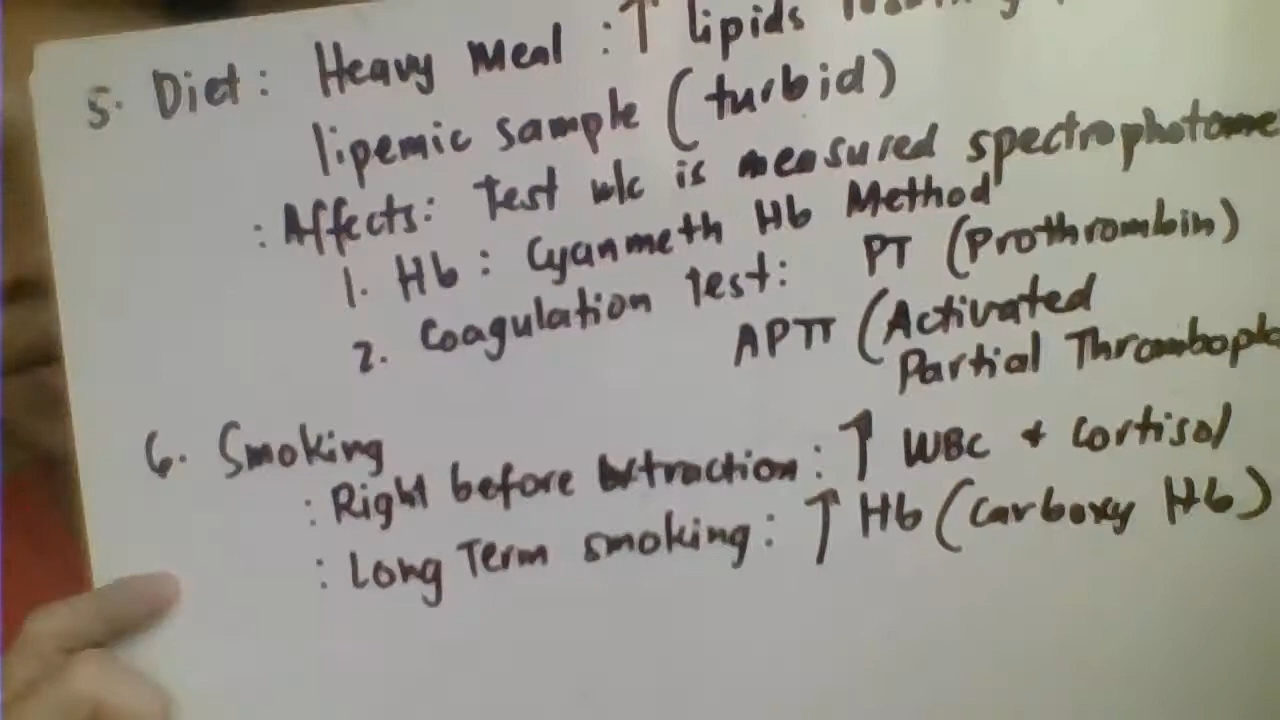 5. Diet: Heavy Meal : ↑ lipids
lipemic sample (turbid)
: Affects: Test w/c is measured spectrophotome
1. Hb : Cyanmeth Hb Method
2. Coagulation Test: PT (Prothrombin)
APTT (Activated
Partial Thrombopla
6. Smoking
: Right before Extraction : ↑ WBC + Cortisol
: Long Term smoking : ↑ Hb (Carboxy Hb)